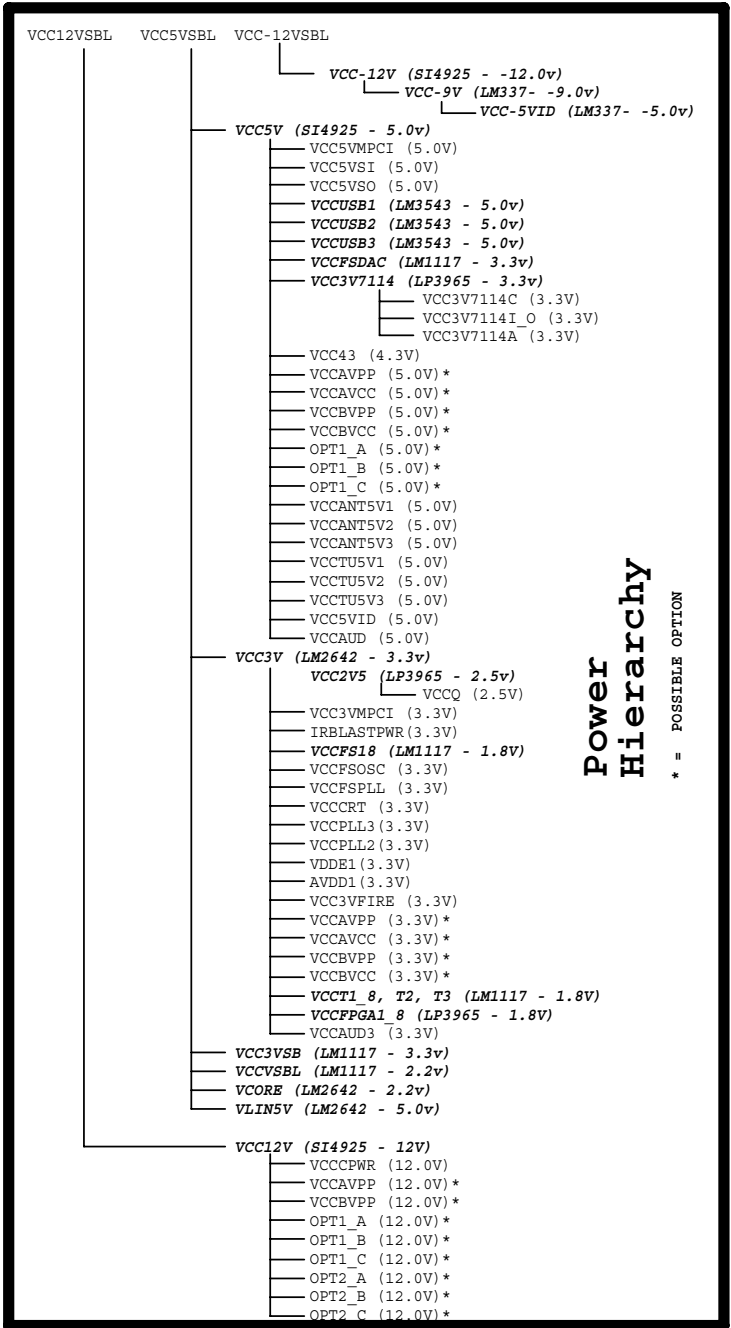 VCC12VSBL VCC5VSBL VCC-12VSBL
VCC-12V (SI4925 - -12.0v)
VCC-9V (LM337- -9.0v)
VCC-5VID (LM337- -5.0v)
VCC5V (SI4925 - 5.0v)
VCC5VMPCI (5.0V)
VCC5VSI (5.0V)
VCC5VSO (5.0V)
VCCUSB1 (LM3543 - 5.0v)
VCCUSB2 (LM3543 - 5.0v)
VCCUSB3 (LM3543 - 5.0v)
VCCFSDAC (LM1117 - 3.3v)
VCC3V7114 (LP3965 - 3.3v)
VCC3V7114C (3.3V)
VCC3V7114I_O (3.3V)
VCC3V7114A (3.3V)
VCC43 (4.3V)
VCCAVPP (5.0V)*
VCCAVCC (5.0V)*
VCCBVPP (5.0V)*
VCCBVCC (5.0V)*
OPT1_A (5.0V)*
OPT1_B (5.0V)*
OPT1_C (5.0V)*
VCCANT5V1 (5.0V)
VCCANT5V2 (5.0V)
VCCANT5V3 (5.0V)
VCCTU5V1 (5.0V)
VCCTU5V2 (5.0V)
VCCTU5V3 (5.0V)
VCC5VID (5.0V)
VCCAUD (5.0V)
VCC3V (LM2642 - 3.3v)
VCC2V5 (LP3965 - 2.5v)
VCCQ (2.5V)
VCC3VMPCI (3.3V)
IRBLASTPWR(3.3V)
VCCFS18 (LM1117 - 1.8V)
VCCFSOSC (3.3V)
VCCFSPLL (3.3V)
VCCCRT (3.3V)
VCCPLL3(3.3V)
VCCPLL2(3.3V)
VDDE1(3.3V)
AVDD1(3.3V)
VCC3VFIRE (3.3V)
VCCAVPP (3.3V)*
VCCAVCC (3.3V)*
VCCBVPP (3.3V)*
VCCBVCC (3.3V)*
VCCT1_8, T2, T3 (LM1117 - 1.8V)
VCCFPGA1_8 (LP3965 - 1.8V)
VCCAUD3 (3.3V)
VCC3VSB (LM1117 - 3.3v)
VCCVSBL (LM1117 - 2.2v)
VCORE (LM2642 - 2.2v)
VLIN5V (LM2642 - 5.0v)
VCC12V (SI4925 - 12V)
VCCCPWR (12.0V)
VCCAVPP (12.0V)*
VCCBVPP (12.0V)*
OPT1_A (12.0V)*
OPT1_B (12.0V)*
OPT1_C (12.0V)*
OPT2_A (12.0V)*
OPT2_B (12.0V)*
OPT2_C (12.0V)*
Power
Hierarchy
* = POSSIBLE OPTION